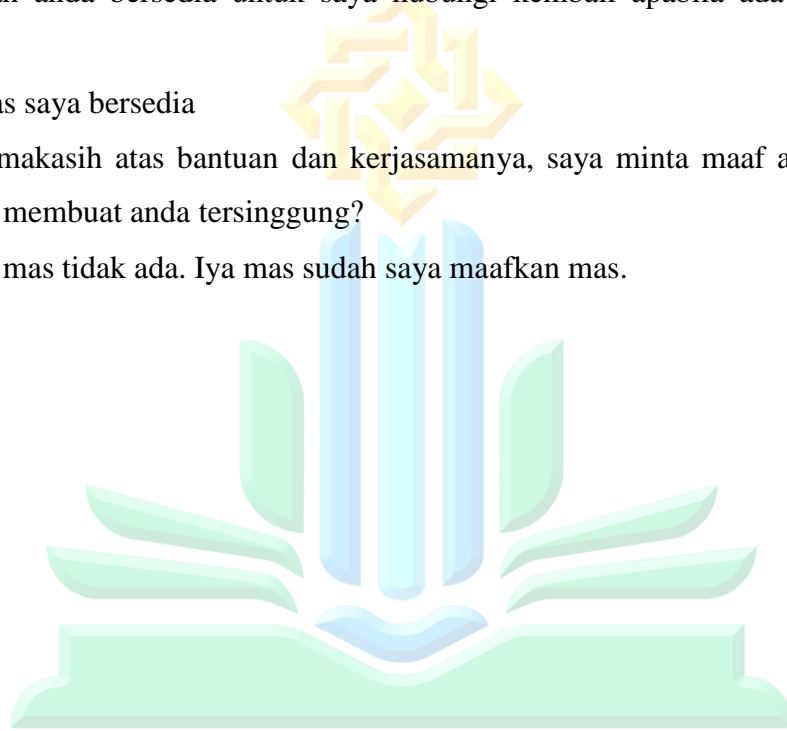 anda bersedia untuk saya hubungi kembali apabila ada
saya bersedia
makasih atas bantuan dan kerjasamanya, saya minta maaf
membuat anda tersinggung?
mas tidak ada. Iya mas sudah saya maafkan mas.